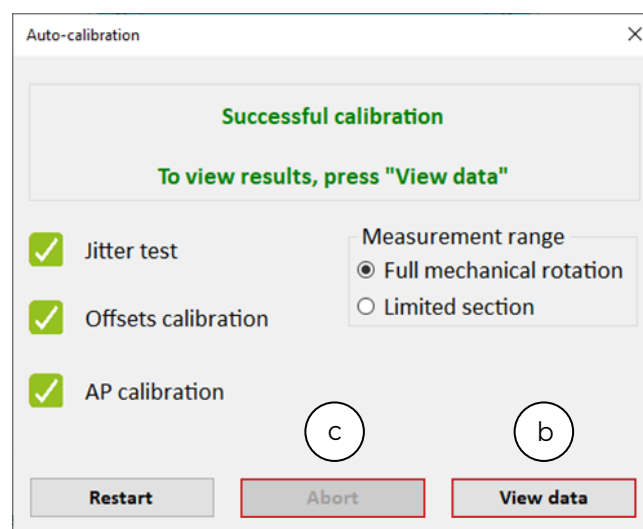 Auto-calibration
Successful calibration
To view results, press "View data"
Jitter test
Offsets calibration
AP calibration
Measurement range
Full mechanical rotation
Limited section
c
b
Restart
Abort
View data